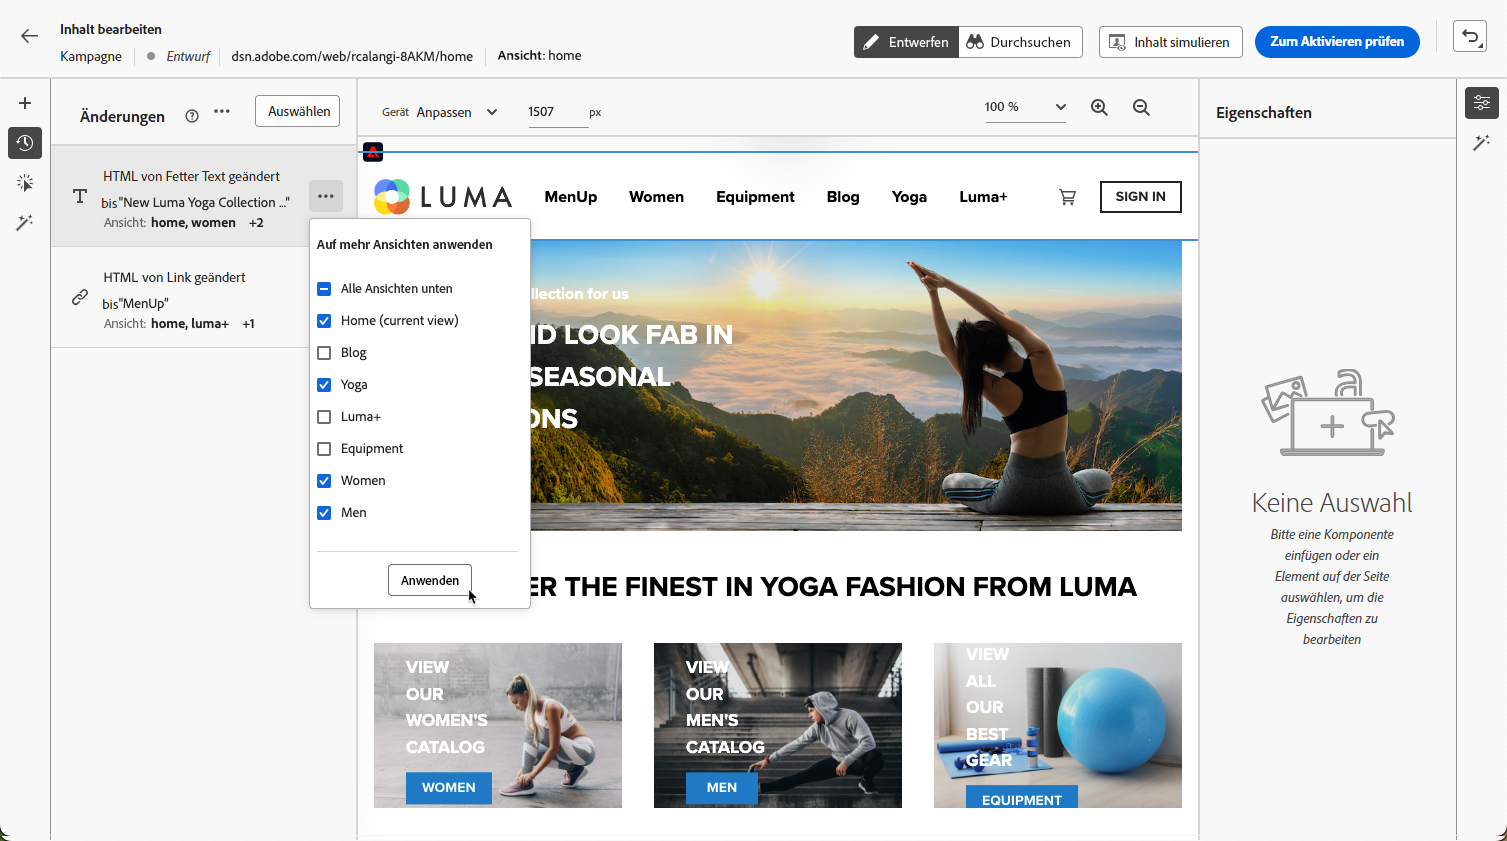 Inhalt bearbeiten
Kampagne
Entwurf
dsn.adobe.com/web/rcalangi-8AKM/home
Ansicht: home
Entwerfen
Durchsuchen
Inhalt simulieren
Zum Aktivieren prüfen
Änderungen
Auswählen
Gerät Anpassen
1507 px
100 %
Eigenschaften
HTML von Fetter Text geändert
bis"New Luma Yoga Collection ..."
Ansicht: home, women +2
HTML von Link geändert
bis"MenUp"
Ansicht: home, luma+ +1
LUMA
MenUp
Women
Equipment
Blog
Yoga
Luma+
SIGN IN
Auf mehr Ansichten anwenden
Alle Ansichten unten
Home (current view)
Blog
Yoga
Luma+
Equipment
Women
Men
Anwenden
llection for us
ND LOOK FAB IN
SEASONAL
ONS
ER THE FINEST IN YOGA FASHION FROM LUMA
VIEW
OUR
WOMEN'S
CATALOG
WOMEN
VIEW
OUR
MEN'S
CATALOG
MEN
VIEW
ALL
OUR
BEST
GEAR
EQUIPMENT
Keine Auswahl
Bitte eine Komponente
einfügen oder ein
Element auf der Seite
auswählen, um die
Eigenschaften zu
bearbeiten